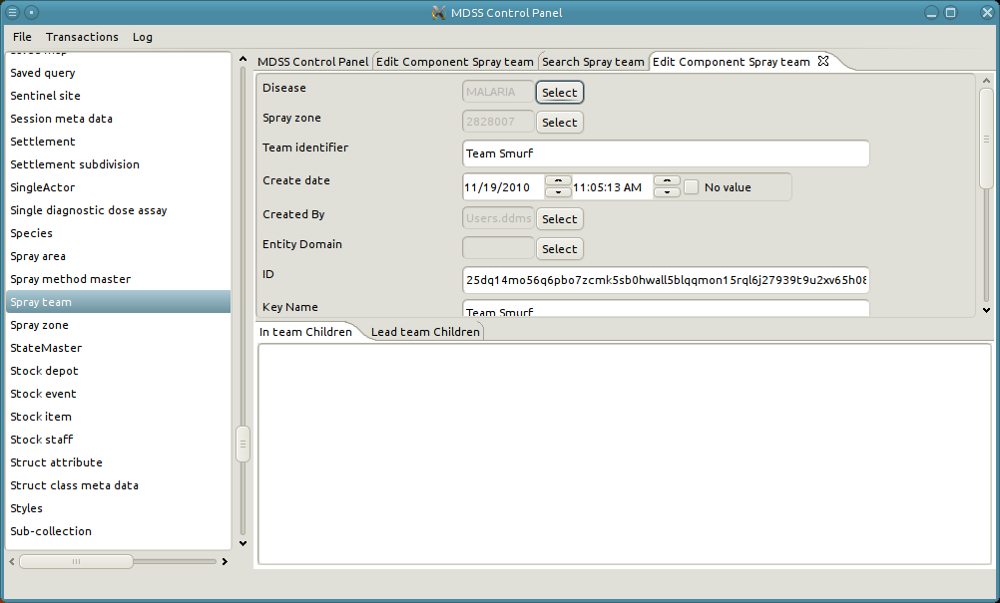 MDSS Control Panel
File Transactions Log
Saved map
Saved query
Sentinel site
Session meta data
Settlement
Settlement subdivision
SingleActor
Single diagnostic dose assay
Species
Spray area
Spray method master
Spray team
Spray zone
StateMaster
Stock depot
Stock event
Stock item
Stock staff
Struct attribute
Struct class meta data
Styles
Sub-collection
MDSS Control Panel Edit Component Spray team Search Spray team Edit Component Spray team
Disease MALARIA Select
Spray zone 2828007 Select
Team identifier Team Smurf
Create date 11/19/2010 11:05:13 AM No value
Created By Users.ddms Select
Entity Domain Select
ID 25dq14mo56q6pbo7zcmk5sb0hwall5blqqmon15rql6j27939t9u2xv65h08
Key Name Team Smurf
In team Children Lead team Children